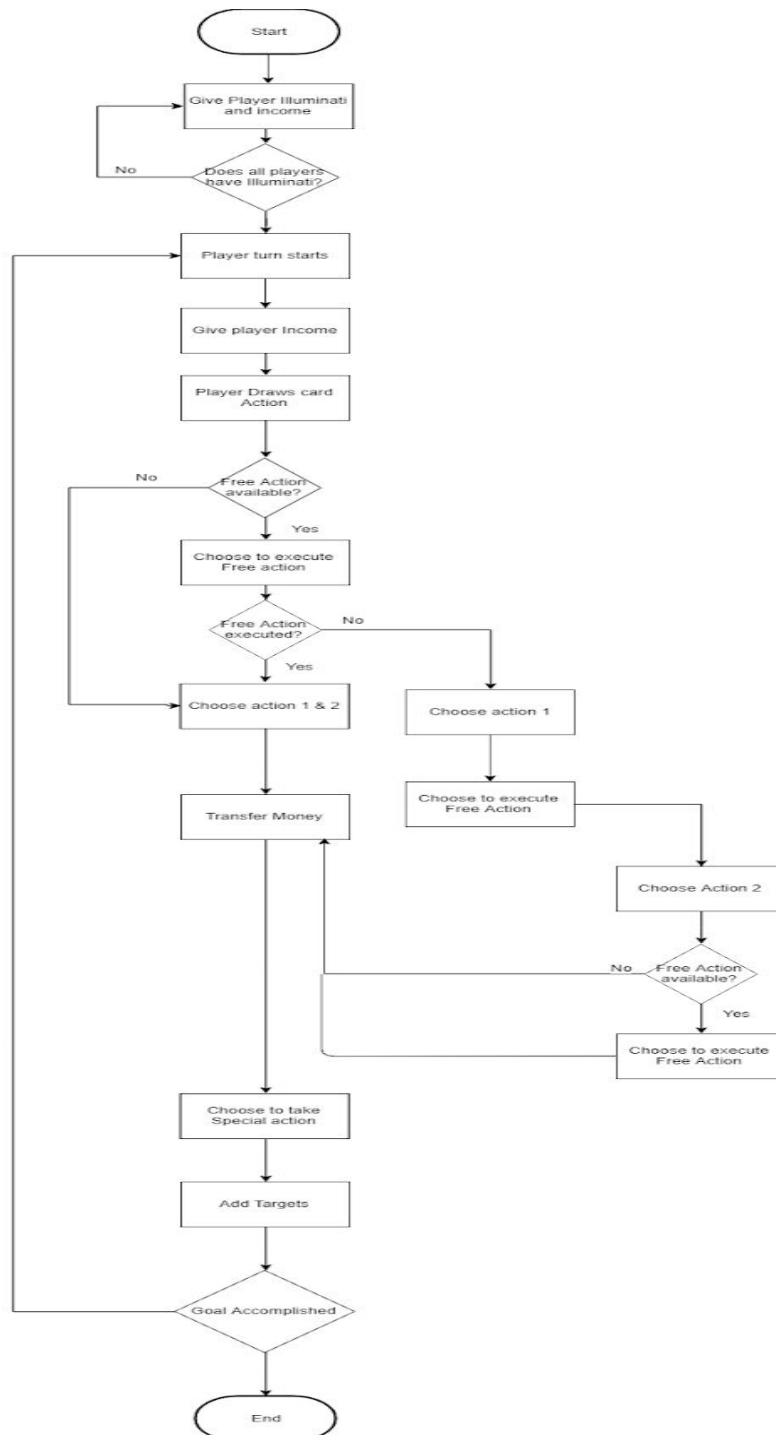 Start
Give Player Illuminati
and income
No
Does all players
have Illuminati?
Player turn starts
Give player Income
Player Draws card
Action
No
Free Action
available?
Yes
Choose to execute
Free action
Free Action
executed?
No
Yes
Choose action 1 & 2
Choose action 1
Choose to execute
Free Action
Transfer Money
Choose Action 2
No
Free Action
available?
Yes
Choose to execute
Free Action
Choose to take
Special action
Add Targets
Goal Accomplished
End